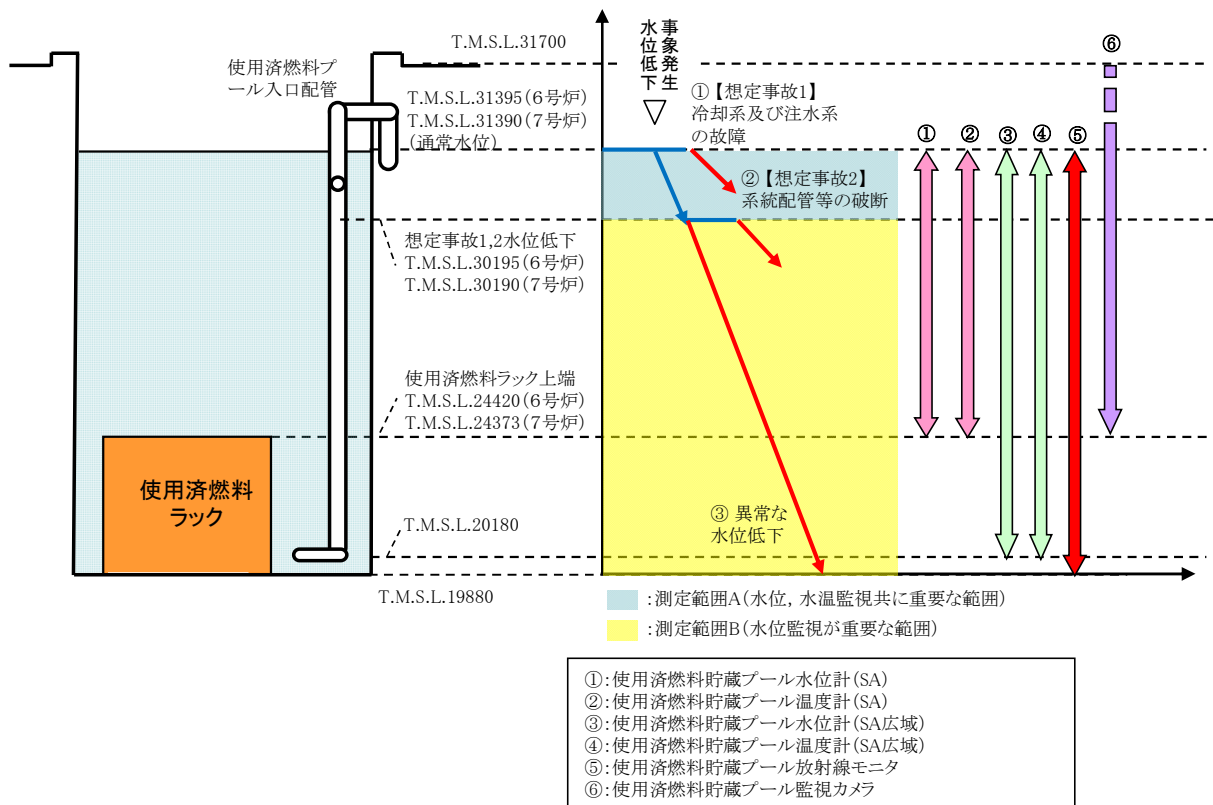 T.M.S.L.31700
使用済燃料プ
ール入口配管
T.M.S.L.31395(6号炉)
T.M.S.L.31390(7号炉)
(通常水位)
想定事故1,2水位低下
T.M.S.L.30195(6号炉)
T.M.S.L.30190(7号炉)
使用済燃料ラック上端
T.M.S.L.24420(6号炉)
T.M.S.L.24373(7号炉)
使用済燃料
ラック
T.M.S.L.20180
T.M.S.L.19880
事象発生
水位低下
①【想定事故1】
冷却系及び注水系
の故障
②【想定事故2】
系統配管等の破断
③ 異常な
水位低下
① ② ③ ④ ⑤ ⑥
:測定範囲A(水位, 水温監視共に重要な範囲)
:測定範囲B(水位監視が重要な範囲)
①:使用済燃料貯蔵プール水位計(SA)
②:使用済燃料貯蔵プール温度計(SA)
③:使用済燃料貯蔵プール水位計(SA広域)
④:使用済燃料貯蔵プール温度計(SA広域)
⑤:使用済燃料貯蔵プール放射線モニタ
⑥:使用済燃料貯蔵プール監視カメラ